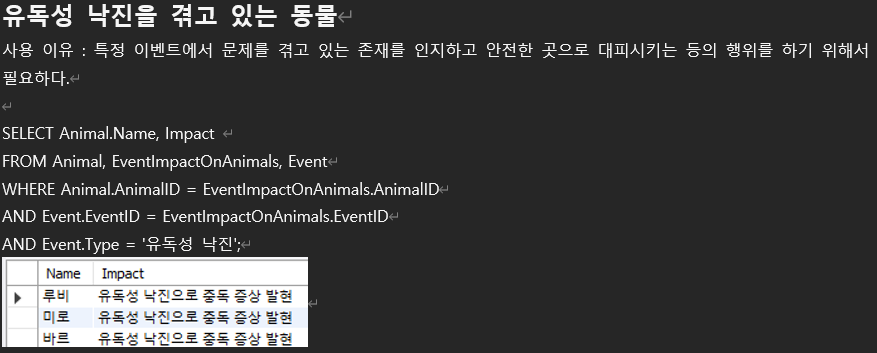 유독성 낙진을 겪고 있는 동물
사용 이유 : 특정 이벤트에서 문제를 겪고 있는 존재를 인지하고 안전한 곳으로 대피시키는 등의 행위를 하기 위해서
필요하다.
SELECT Animal.Name, Impact
FROM Animal, EventImpactOnAnimals, Event
WHERE Animal.AnimalID = EventImpactOnAnimals.AnimalID
AND Event.EventID = EventImpactOnAnimals.EventID
AND Event.Type = '유독성 낙진';
Name Impact
루비 유독성 낙진으로 중독 증상 발현
미로 유독성 낙진으로 중독 증상 발현
바르 유독성 낙진으로 중독 증상 발현